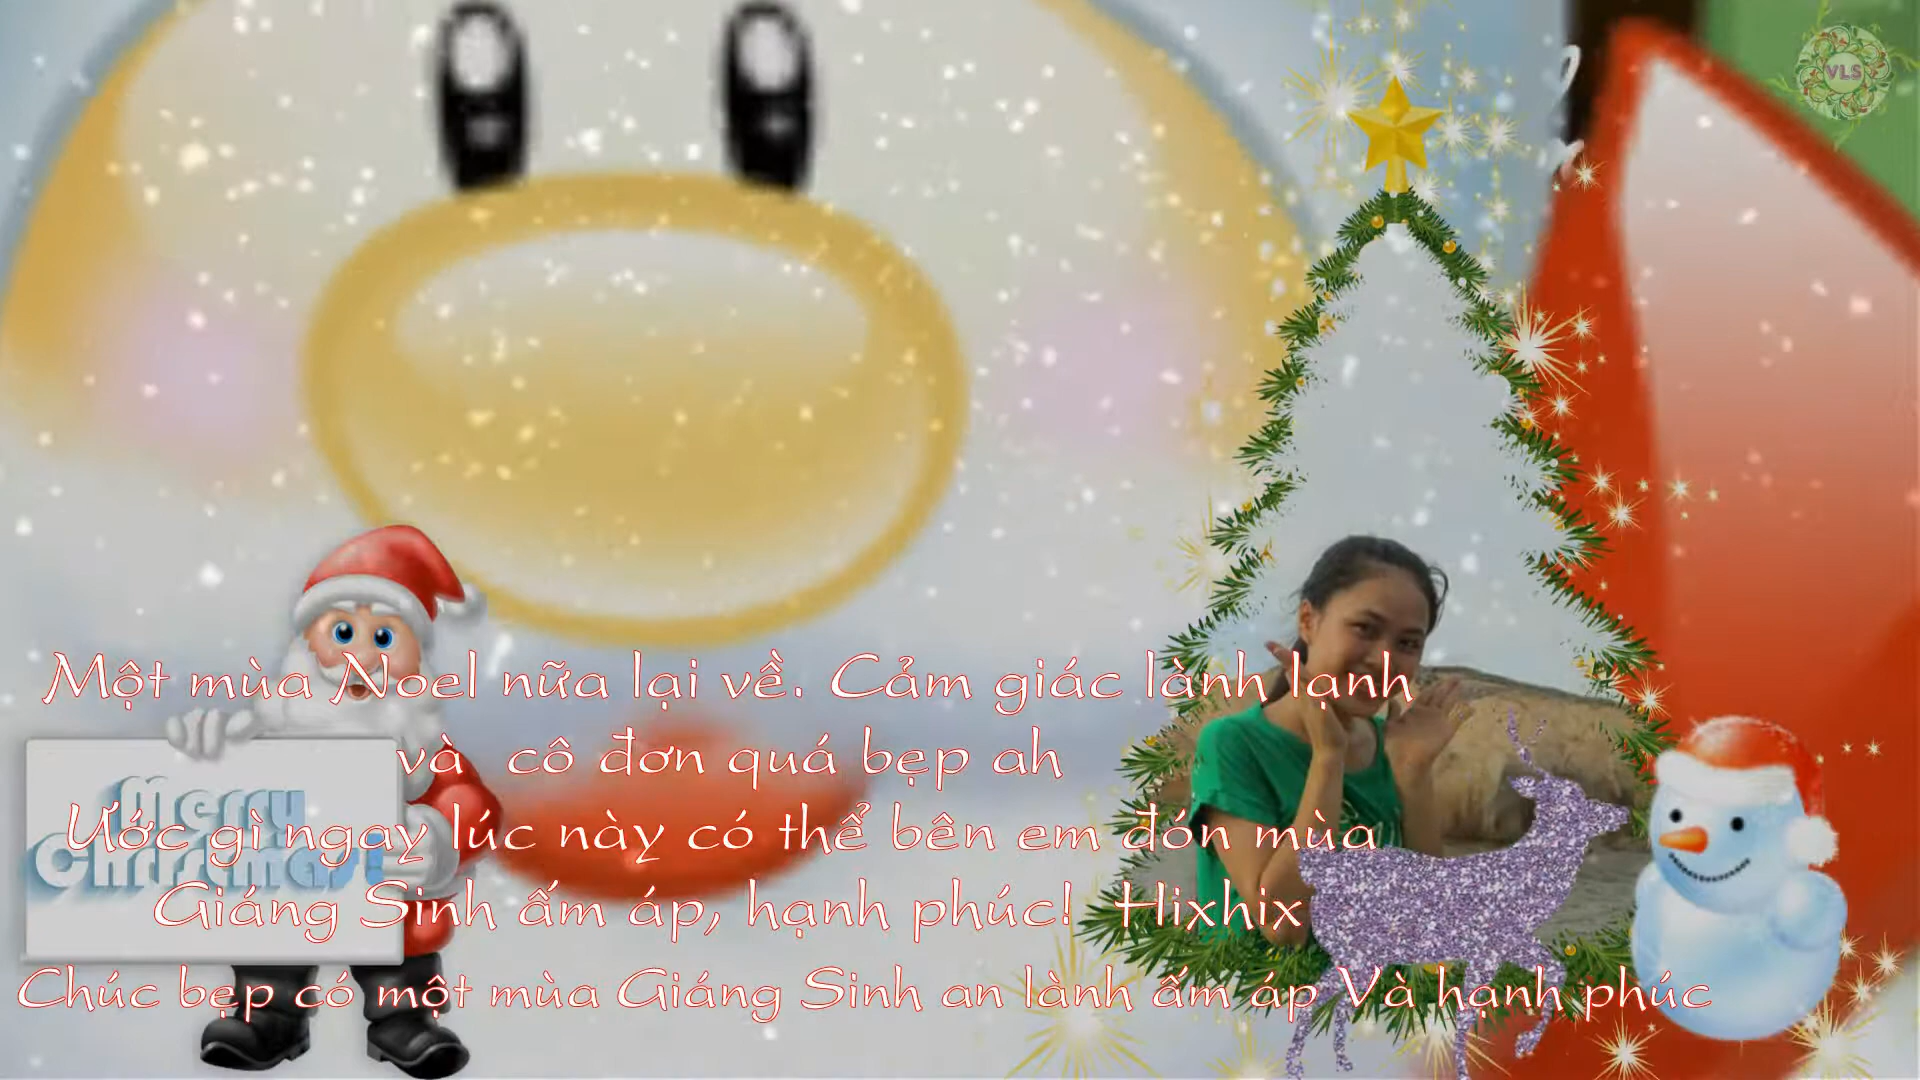 VLS
Một mùa Noel nữa lại về. Cảm giác lành lạnh
và cô đơn quá bẹp ah
Ước gì ngay lúc này có thể bên em đón mùa
Giáng Sinh ấm áp, hạnh phúc! Hixhix
Chúc bẹp có một mùa Giáng Sinh an lành ấm áp Và hạnh phúc
Merry
Christmas!